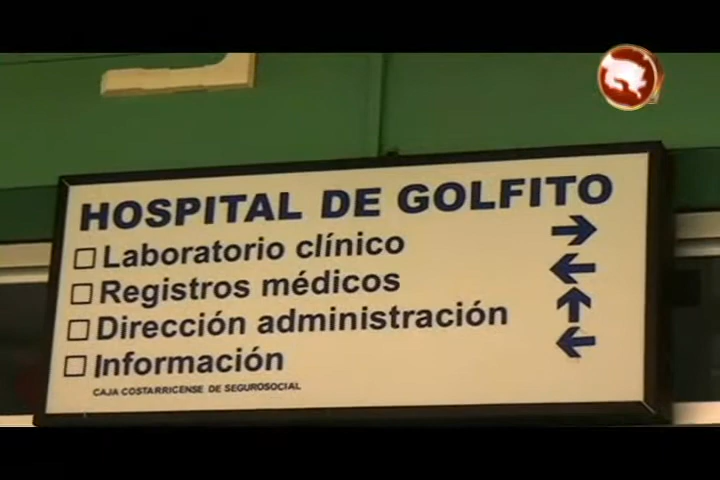 HOSPITAL DE GOLFITO
□ Laboratorio clínico →
□ Registros médicos ←
□ Dirección administración ↑
□ Información ←
CAJA COSTARRICENSE DE SEGUROSOCIAL